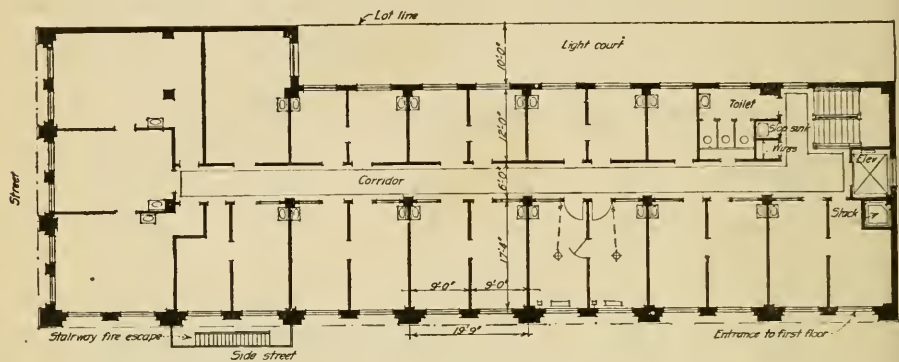 Lot line
Light court
10'-0"
Toilet
12'-0"
Slop sink
Wires
Elev
Corridor
6'-0"
Street
Stack
17'-4"
9'-0" 9'-0"
19'-9"
Stairway fire escape
Entrance to first floor
Side street